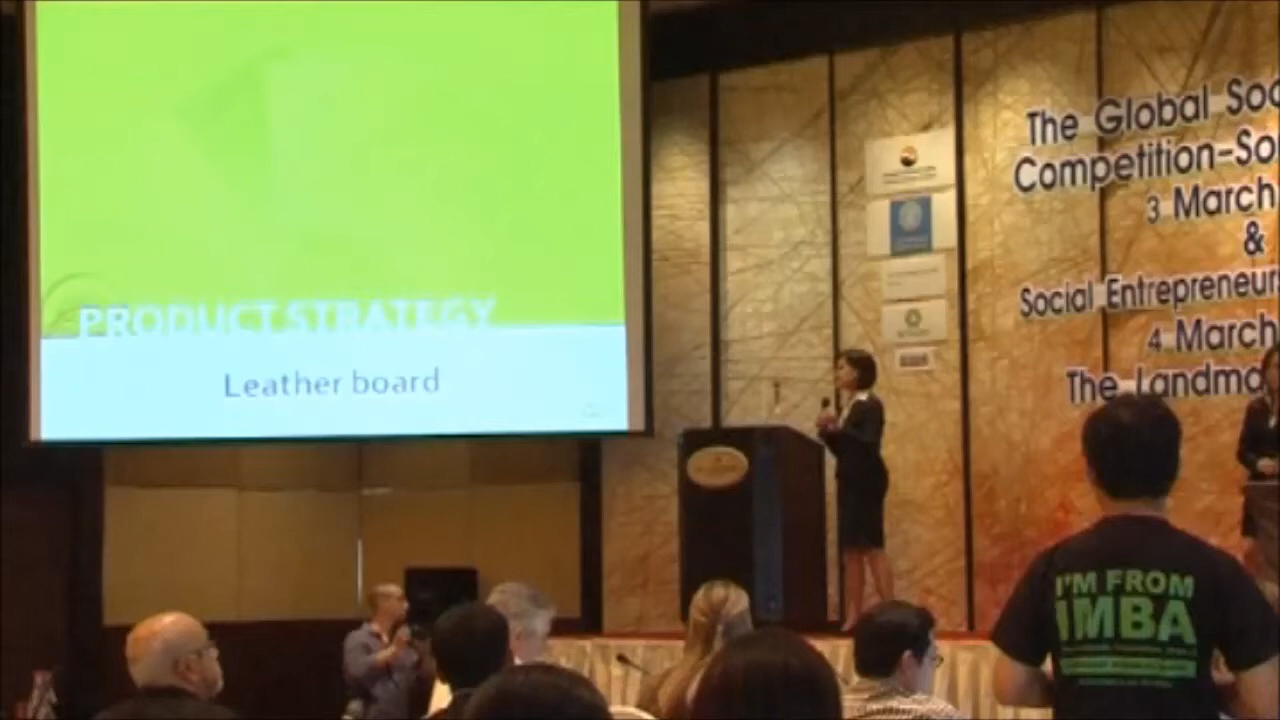 PRODUCT STRATEGY
Leather board
The Global Soc
Competition-So
3 March
&
Social Entrepreneur
4 March
The Landma
I'M FROM
IMBA